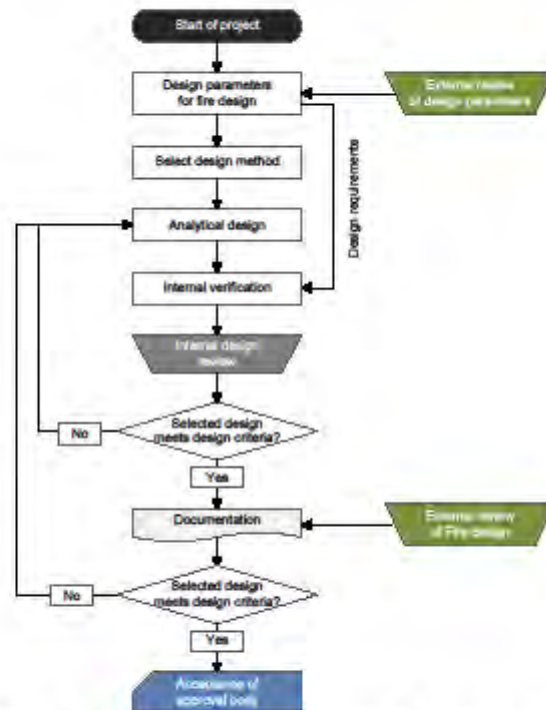 Start of project
Design parameters
for fire design
External review
of design parameters
Select design method
Design requirements
Analytical design
Internal verification
Internal design
review
Selected design
meets design criteria?
No
Yes
Documentation
External review
of Fire design
Selected design
meets design criteria?
No
Yes
Acceptance of
approval body